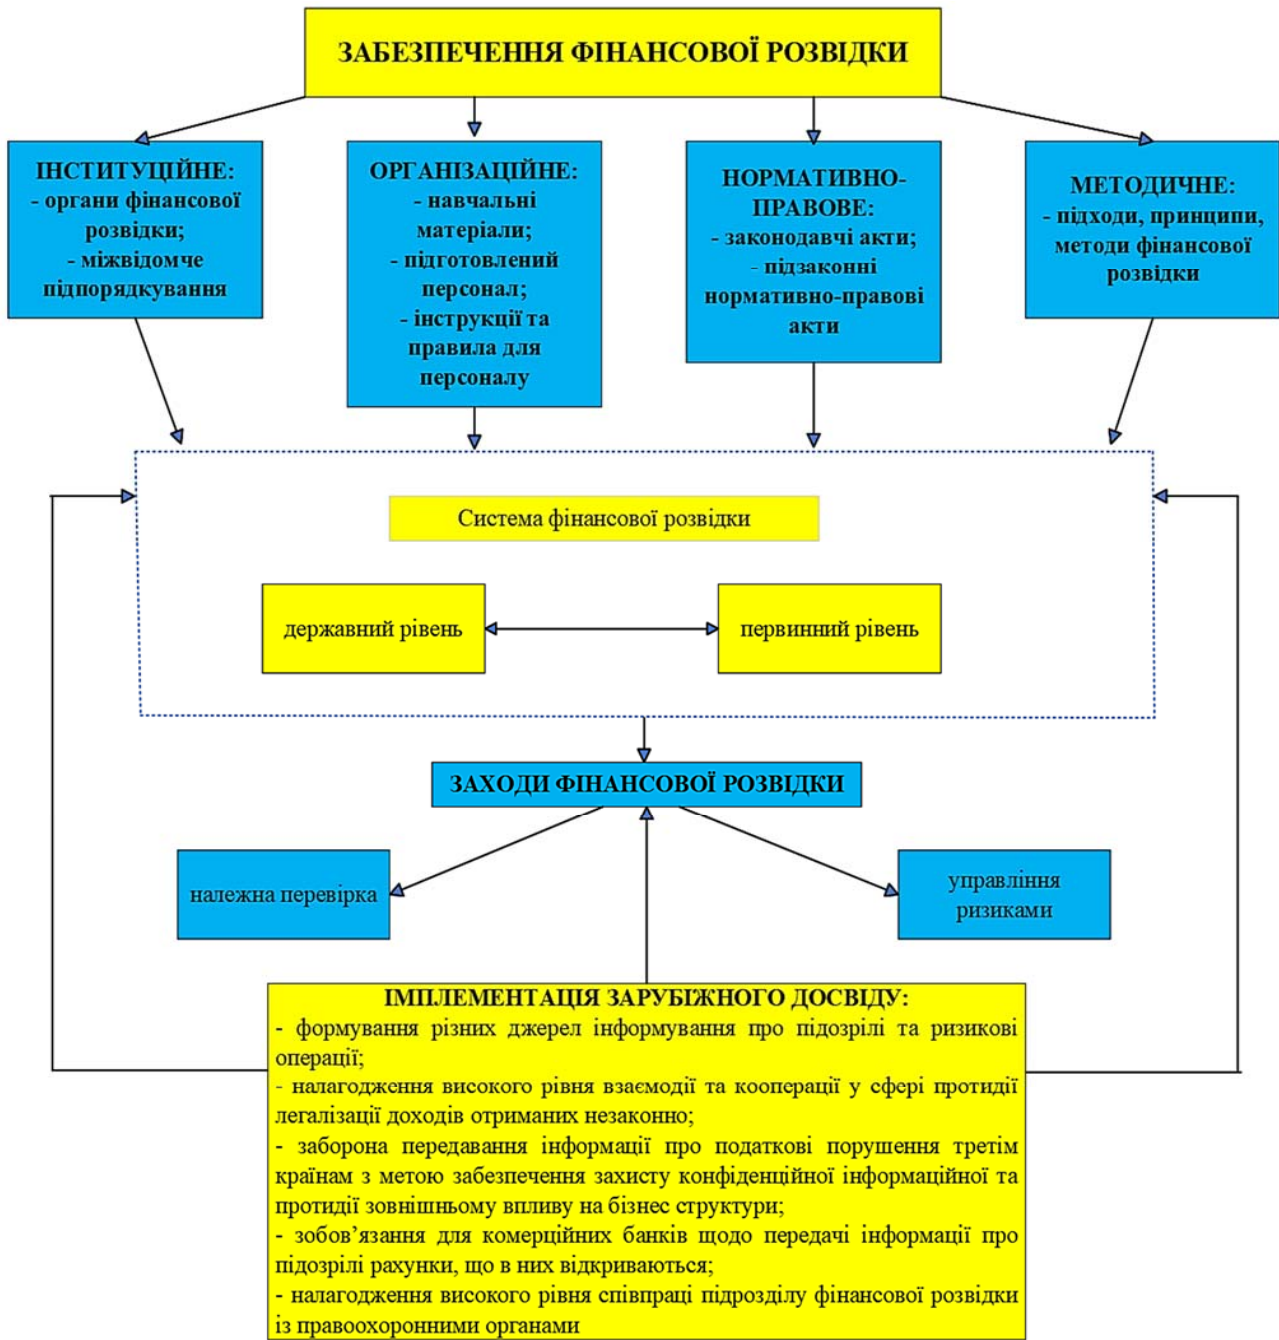 ЗАБЕЗПЕЧЕННЯ ФІНАНСОВОЇ РОЗВІДКИ
ІНСТИТУЦІЙНЕ:
- органи фінансової
розвідки;
- міжвідомче
підпорядкування
ОРГАНІЗАЦІЙНЕ:
- навчальні
матеріали;
- підготовлений
персонал;
- інструкції та
правила для
персоналу
НОРМАТИВНО-
ПРАВОВЕ:
- законодавчі акти;
- підзаконні
нормативно-правові
акти
МЕТОДИЧНЕ:
- підходи, принципи,
методи фінансової
розвідки
Система фінансової розвідки
державний рівень
первинний рівень
ЗАХОДИ ФІНАНСОВОЇ РОЗВІДКИ
належна перевірка
управління
ризиками
ІМПЛЕМЕНТАЦІЯ ЗАРУБІЖНОГО ДОСВІДУ:
- формування різних джерел інформування про підозрілі та ризикові
операції;
- налагодження високого рівня взаємодії та кооперації у сфері протидії
легалізації доходів отриманих незаконно;
- заборона передавання інформації про податкові порушення третім
країнам з метою забезпечення захисту конфіденційної інформаційної та
протидії зовнішньому впливу на бізнес структури;
- зобов’язання для комерційних банків щодо передачі інформації про
підозрілі рахунки, що в них відкриваються;
- налагодження високого рівня співпраці підрозділу фінансової розвідки
із правоохоронними органами